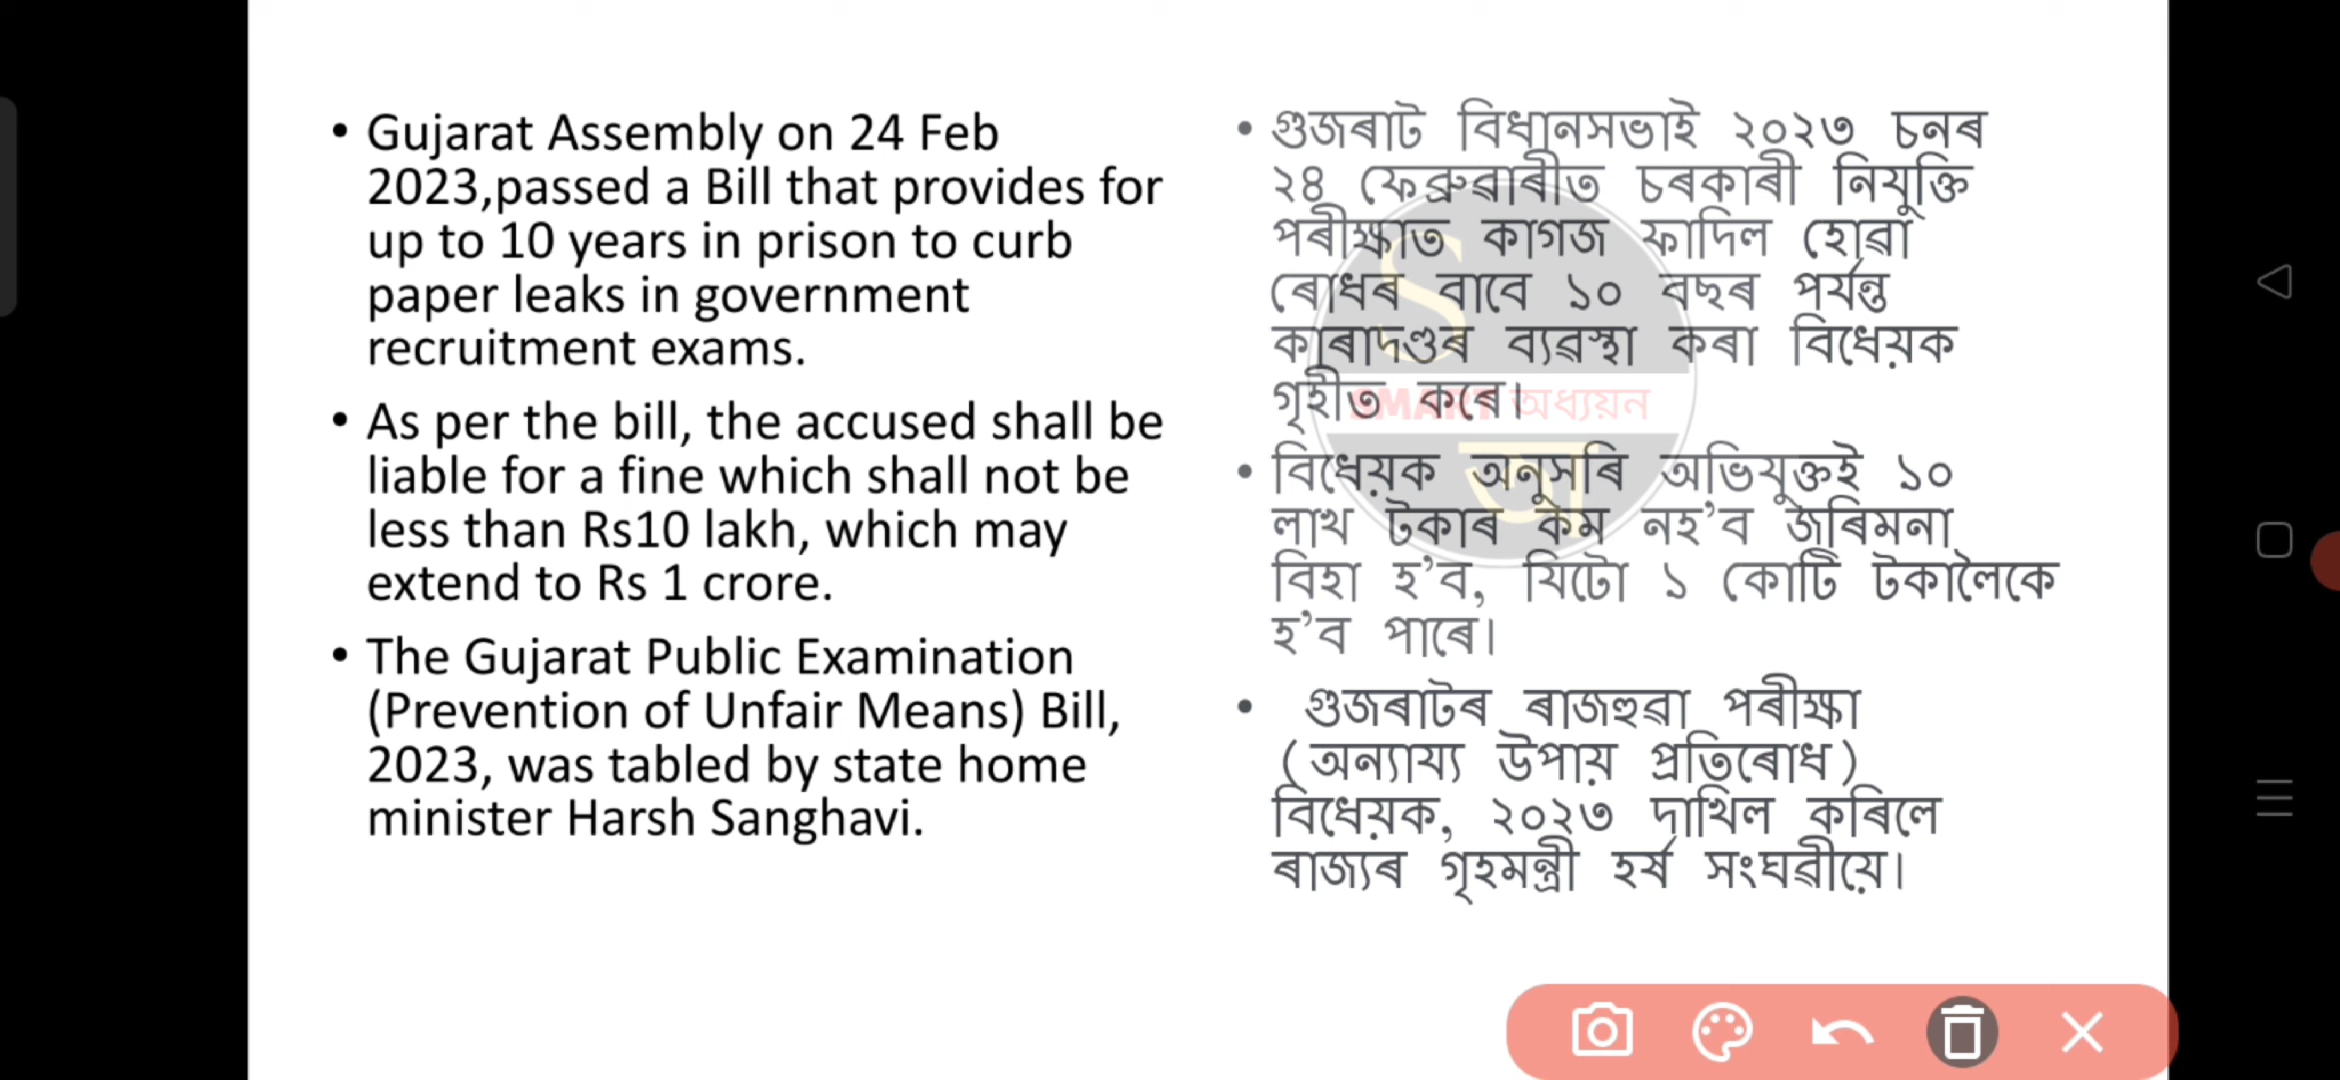 • Gujarat Assembly on 24 Feb
2023,passed a Bill that provides for
up to 10 years in prison to curb
paper leaks in government
recruitment exams.
• As per the bill, the accused shall be
liable for a fine which shall not be
less than Rs10 lakh, which may
extend to Rs 1 crore.
• The Gujarat Public Examination
(Prevention of Unfair Means) Bill,
2023, was tabled by state home
minister Harsh Sanghavi.
• গুজৰাট বিধানসভাই ২০২৩ চনৰ
২৪ ফেব্ৰুৱাৰীত চৰকাৰী নিযুক্তি
পৰীক্ষাত কাগজ ফাদিল হোৱা
ৰোধৰ বাবে ১০ বছৰ পৰ্যন্ত
কাৰাদণ্ডৰ ব্যৱস্থা কৰা বিধেয়ক
গৃহীত কৰে।
• বিধেয়ক অনুসৰি অভিযুক্তই ১০
লাখ টকাৰ কম নহ’ব জৰিমনা
বিহা হ’ব, যিটো ১ কোটি টকালৈকে
হ’ব পাৰে।
• গুজৰাটৰ ৰাজহুৱা পৰীক্ষা
(অন্যায্য উপায় প্ৰতিৰোধ)
বিধেয়ক, ২০২৩ দাখিল কৰিলে
ৰাজ্যৰ গৃহমন্ত্ৰী হৰ্ষ সংঘৱীয়ে।
S
SMART অধ্যয়ন
অ